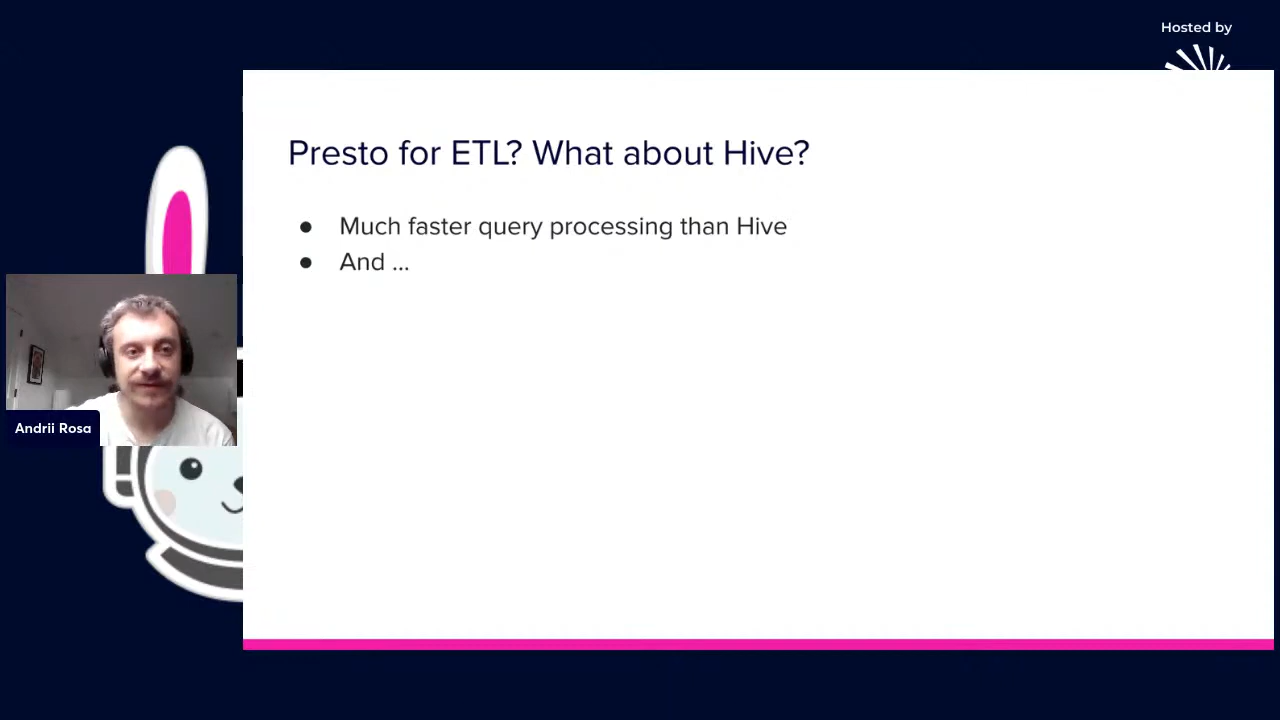 Hosted by
Presto for ETL? What about Hive?
● Much faster query processing than Hive
● And ...
Andrii Rosa